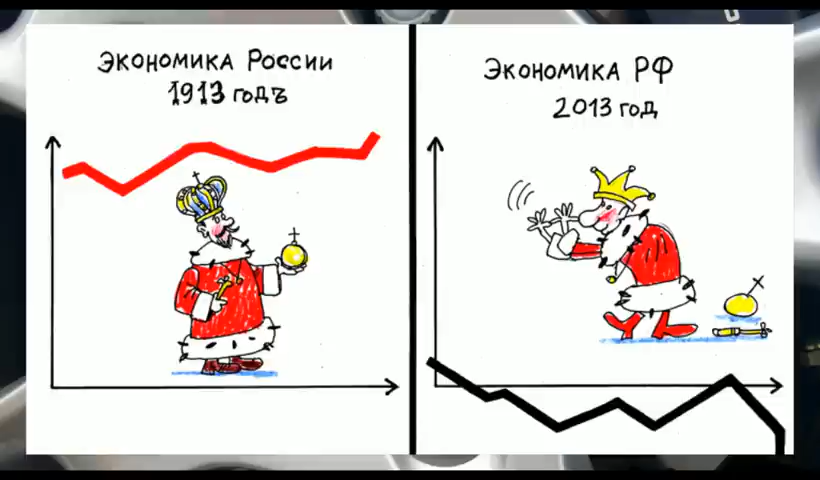 Экономика России
1913 годъ
Экономика РФ
2013 год